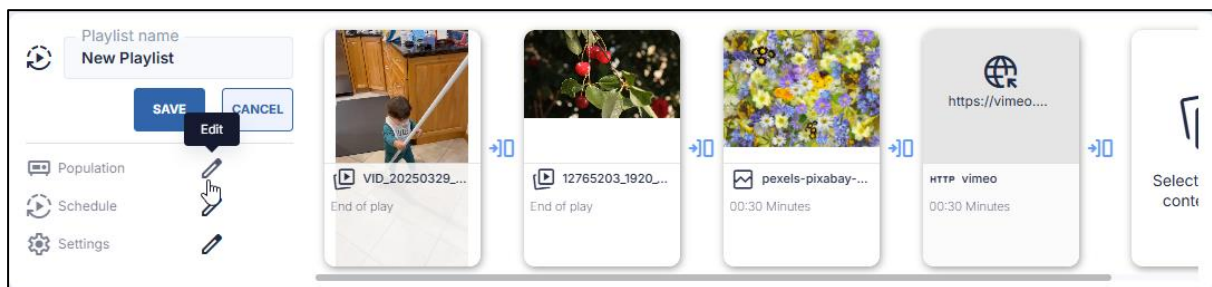 Playlist name
New Playlist
SAVE
CANCEL
Edit
Population
Schedule
Settings
VID_20250329_...
End of play
12765203_1920_...
End of play
pexels-pixabay-...
00:30 Minutes
https://vimeo....
HTTP vimeo
00:30 Minutes
Select
conte